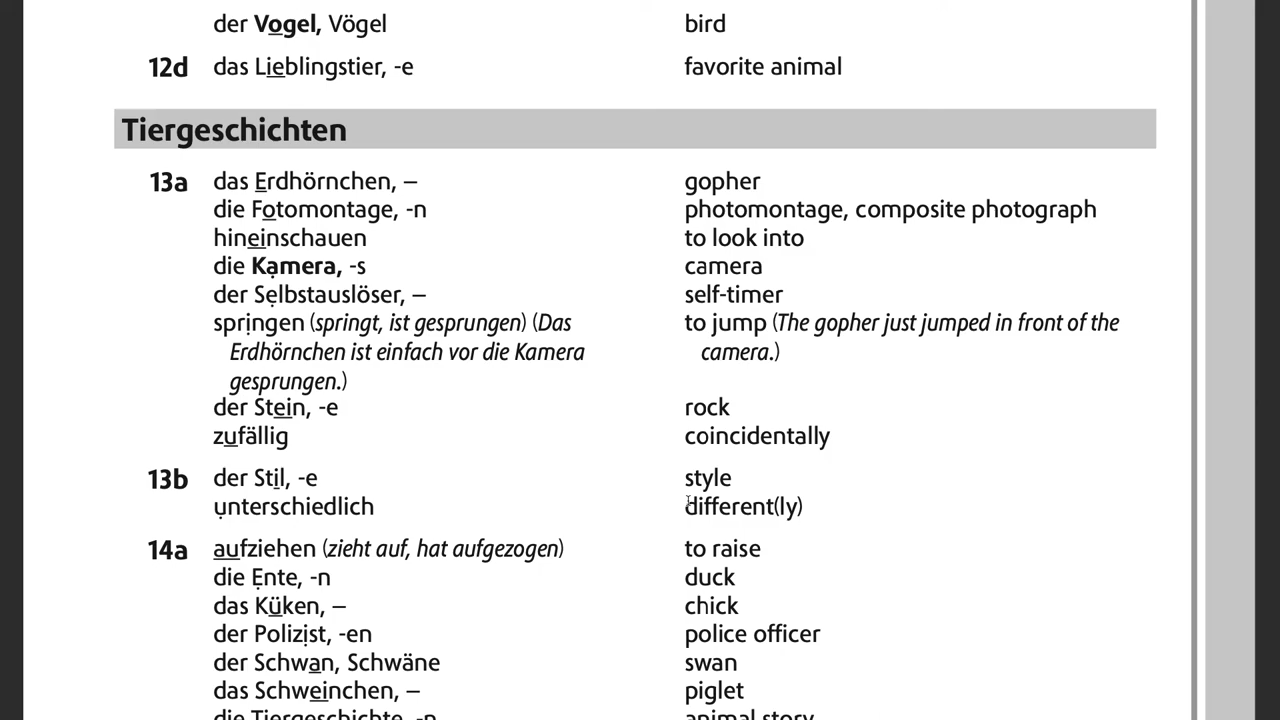 der Vogel, Vögel bird
12d das Lieblingstier, -e favorite animal
Tiergeschichten
13a das Erdhörnchen, – gopher
die Fotomontage, -n photomontage, composite photograph
hineinschauen to look into
die Kamera, -s camera
der Selbstauslöser, – self-timer
springen (springt, ist gesprungen) (Das to jump (The gopher just jumped in front of the
Erdhörnchen ist einfach vor die Kamera camera.)
gesprungen.)
der Stein, -e rock
zufällig coincidentally
13b der Stil, -e style
unterschiedlich different(ly)
14a aufziehen (zieht auf, hat aufgezogen) to raise
die Ente, -n duck
das Küken, – chick
der Polizist, -en police officer
der Schwan, Schwäne swan
das Schweinchen, – piglet
die Tiergeschichte, -n animal story